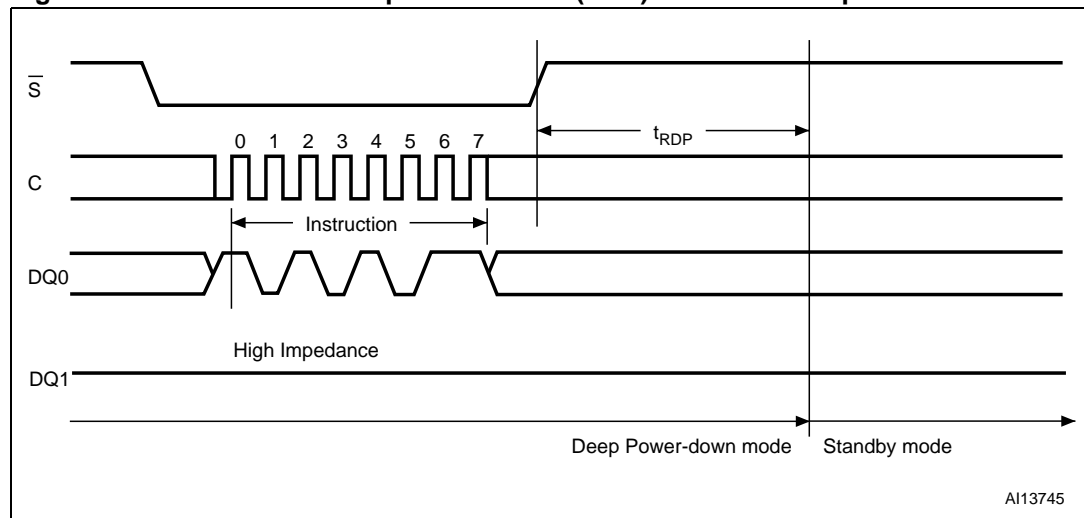 S̅
tRDP
0 1 2 3 4 5 6 7
C
Instruction
DQ0
High Impedance
DQ1
Deep Power-down mode Standby mode
AI13745